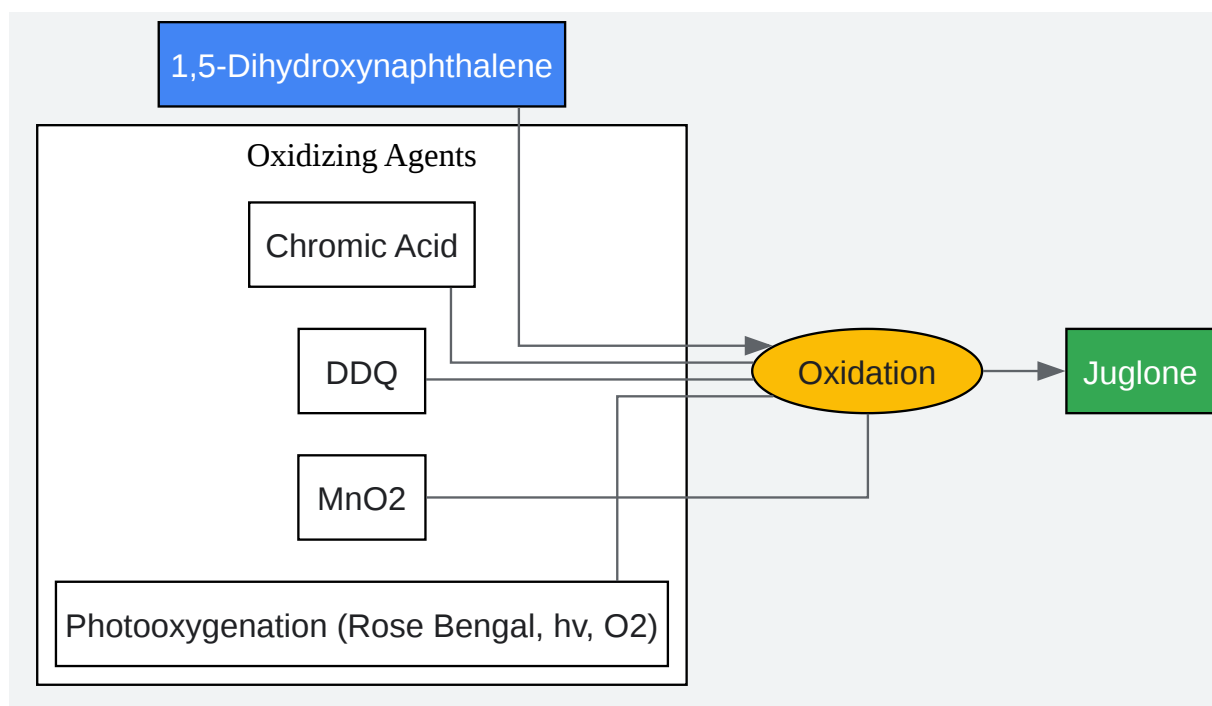 1,5-Dihydroxynaphthalene
Oxidizing Agents
Chromic Acid
DDQ
Oxidation
Juglone
MnO2
Photooxygenation (Rose Bengal, hv, O2)